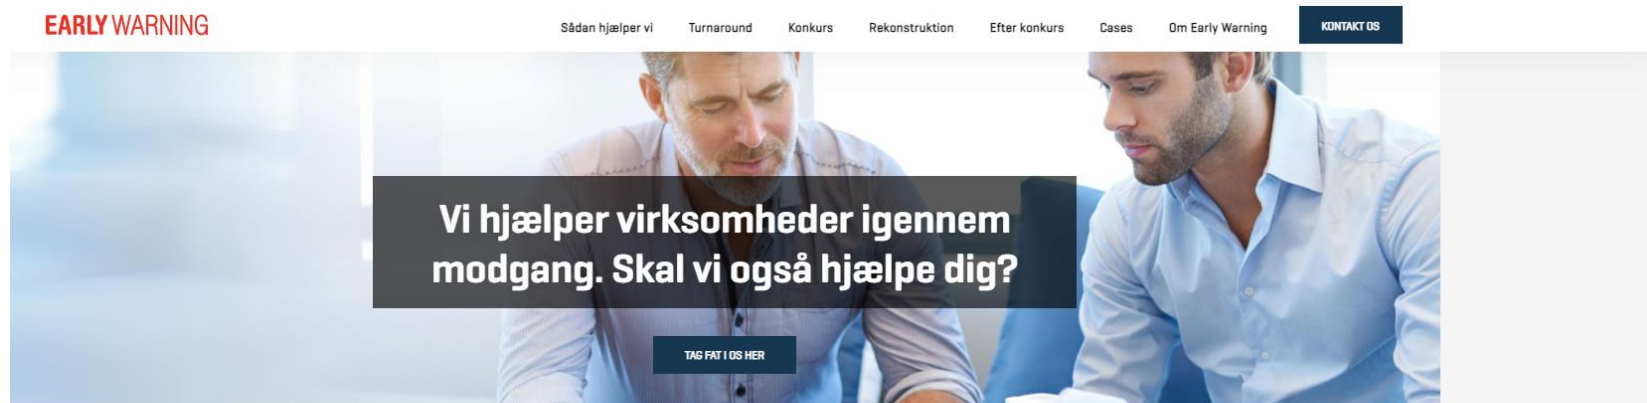 EARLY WARNING
Sådan hjælper vi
Turnaround
Konkurs
Rekonstruktion
Efter konkurs
Cases
Om Early Warning
KONTAKT OS
Vi hjælper virksomheder igennem
modgang. Skal vi også hjælpe dig?
TAG FAT I OS HER